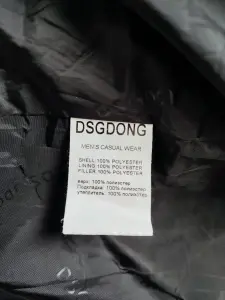 DSGDONG
MEN,S CASUAL WEAR
SHELL:100% POLYESTER
LINING:100% POLYESTER
FILLER:100% POLYESTER
верх: 100% полиэстер
Подкладка: 100% полиэстер
утеплитель: 100% полиэстер